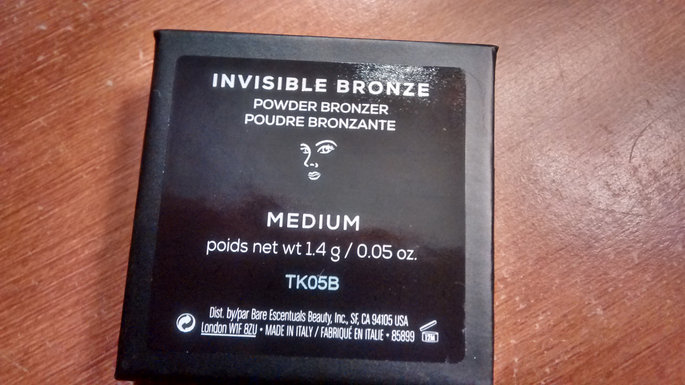 INVISIBLE BRONZE
POWDER BRONZER
POUDRE BRONZANTE
MEDIUM
poids net wt 1.4 g / 0.05 oz.
TK05B
Dist. by/par Bare Escentuals Beauty, Inc., SF, CA 94105 USA
London W1F 8ZU • MADE IN ITALY / FABRIQUÉ EN ITALIE • 85899 12M